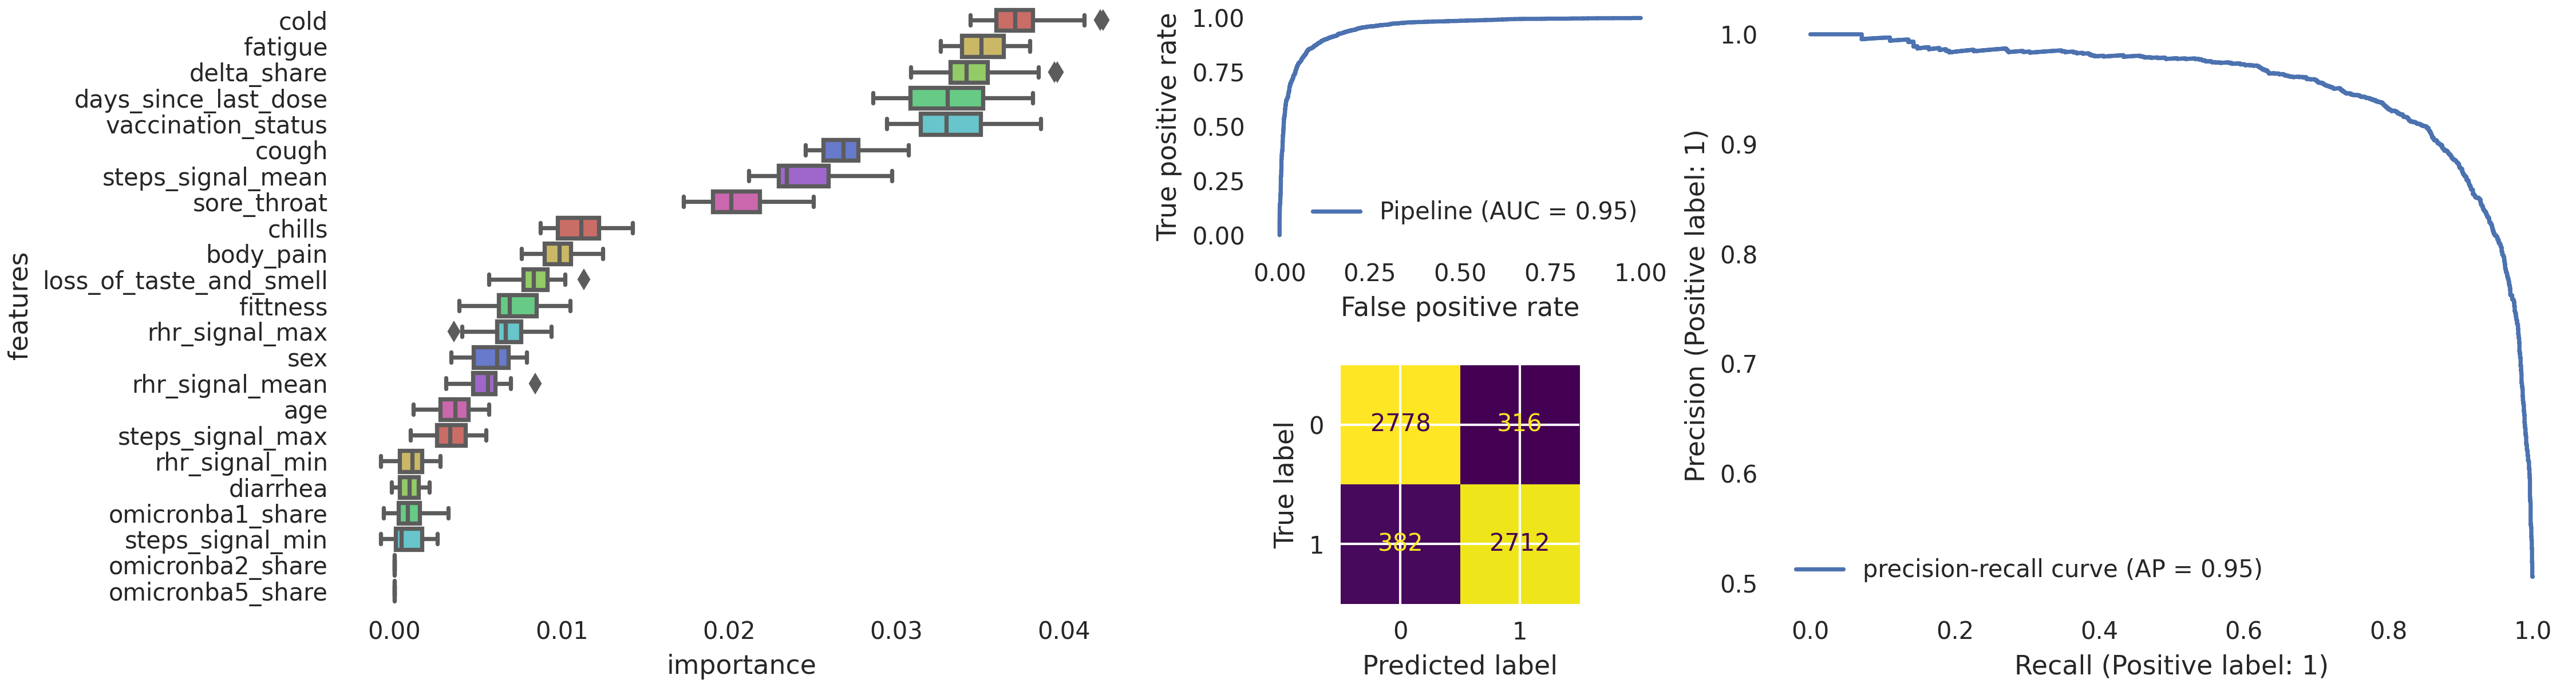 features
cold
fatigue
delta_share
days_since_last_dose
vaccination_status
cough
steps_signal_mean
sore_throat
chills
body_pain
loss_of_taste_and_smell
fittness
rhr_signal_max
sex
rhr_signal_mean
age
steps_signal_max
rhr_signal_min
diarrhea
omicronba1_share
steps_signal_min
omicronba2_share
omicronba5_share
0.00 0.01 0.02 0.03 0.04
importance
True positive rate
1.00
0.75
0.50
0.25
0.00
Pipeline (AUC = 0.95)
0.00 0.25 0.50 0.75 1.00
False positive rate
True label
0
1
2778 316
382 2712
0 1
Predicted label
Precision (Positive label: 1)
1.0
0.9
0.8
0.7
0.6
0.5
precision-recall curve (AP = 0.95)
0.0 0.2 0.4 0.6 0.8 1.0
Recall (Positive label: 1)